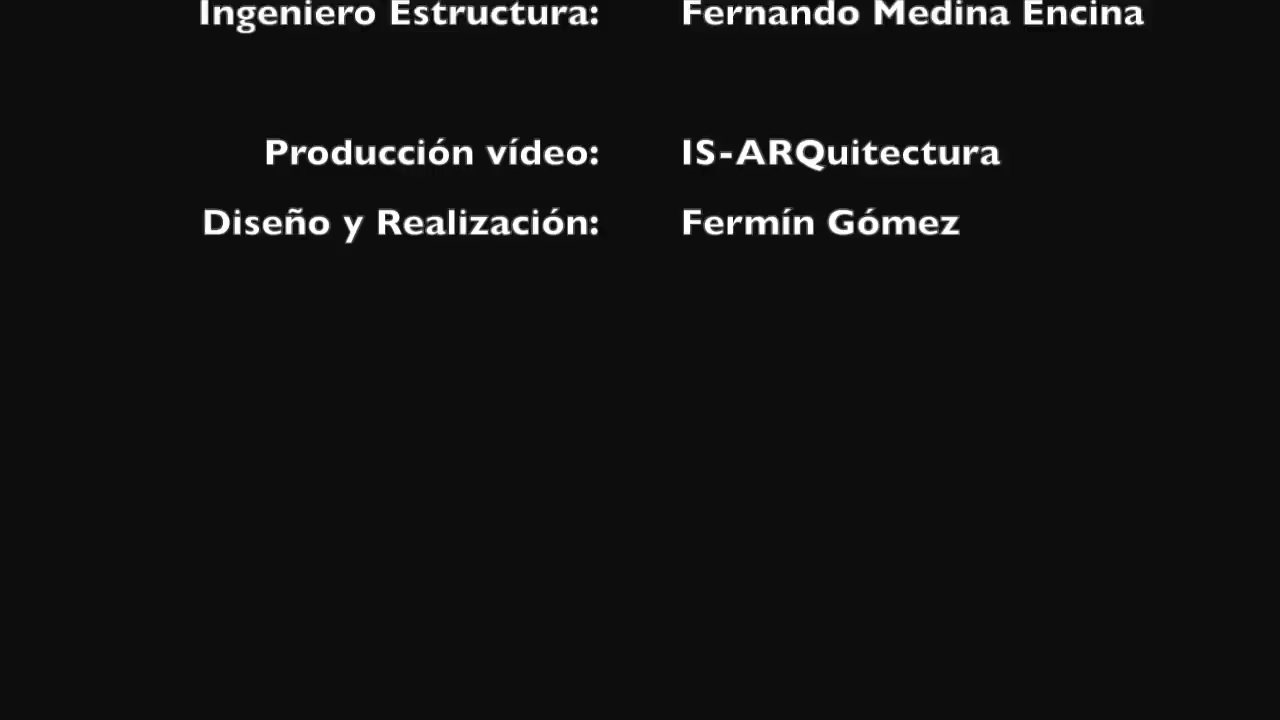 Ingeniero Estructura: Fernando Medina Encina
Producción vídeo: IS-ARQuitectura
Diseño y Realización: Fermín Gómez